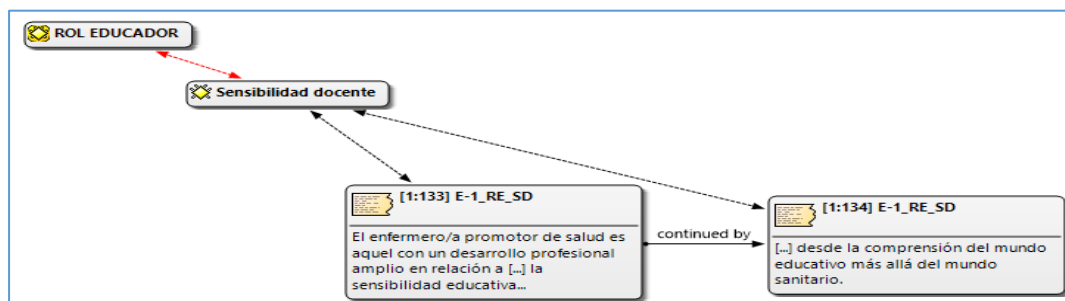 ROL EDUCADOR
Sensibilidad docente
[1:133] E-1_RE_SD
El enfermero/a promotor de salud es
aquel con un desarrollo profesional
amplio en relación a [...] la
sensibilidad educativa...
continued by
[1:134] E-1_RE_SD
[...] desde la comprensión del mundo
educativo más allá del mundo
sanitario.